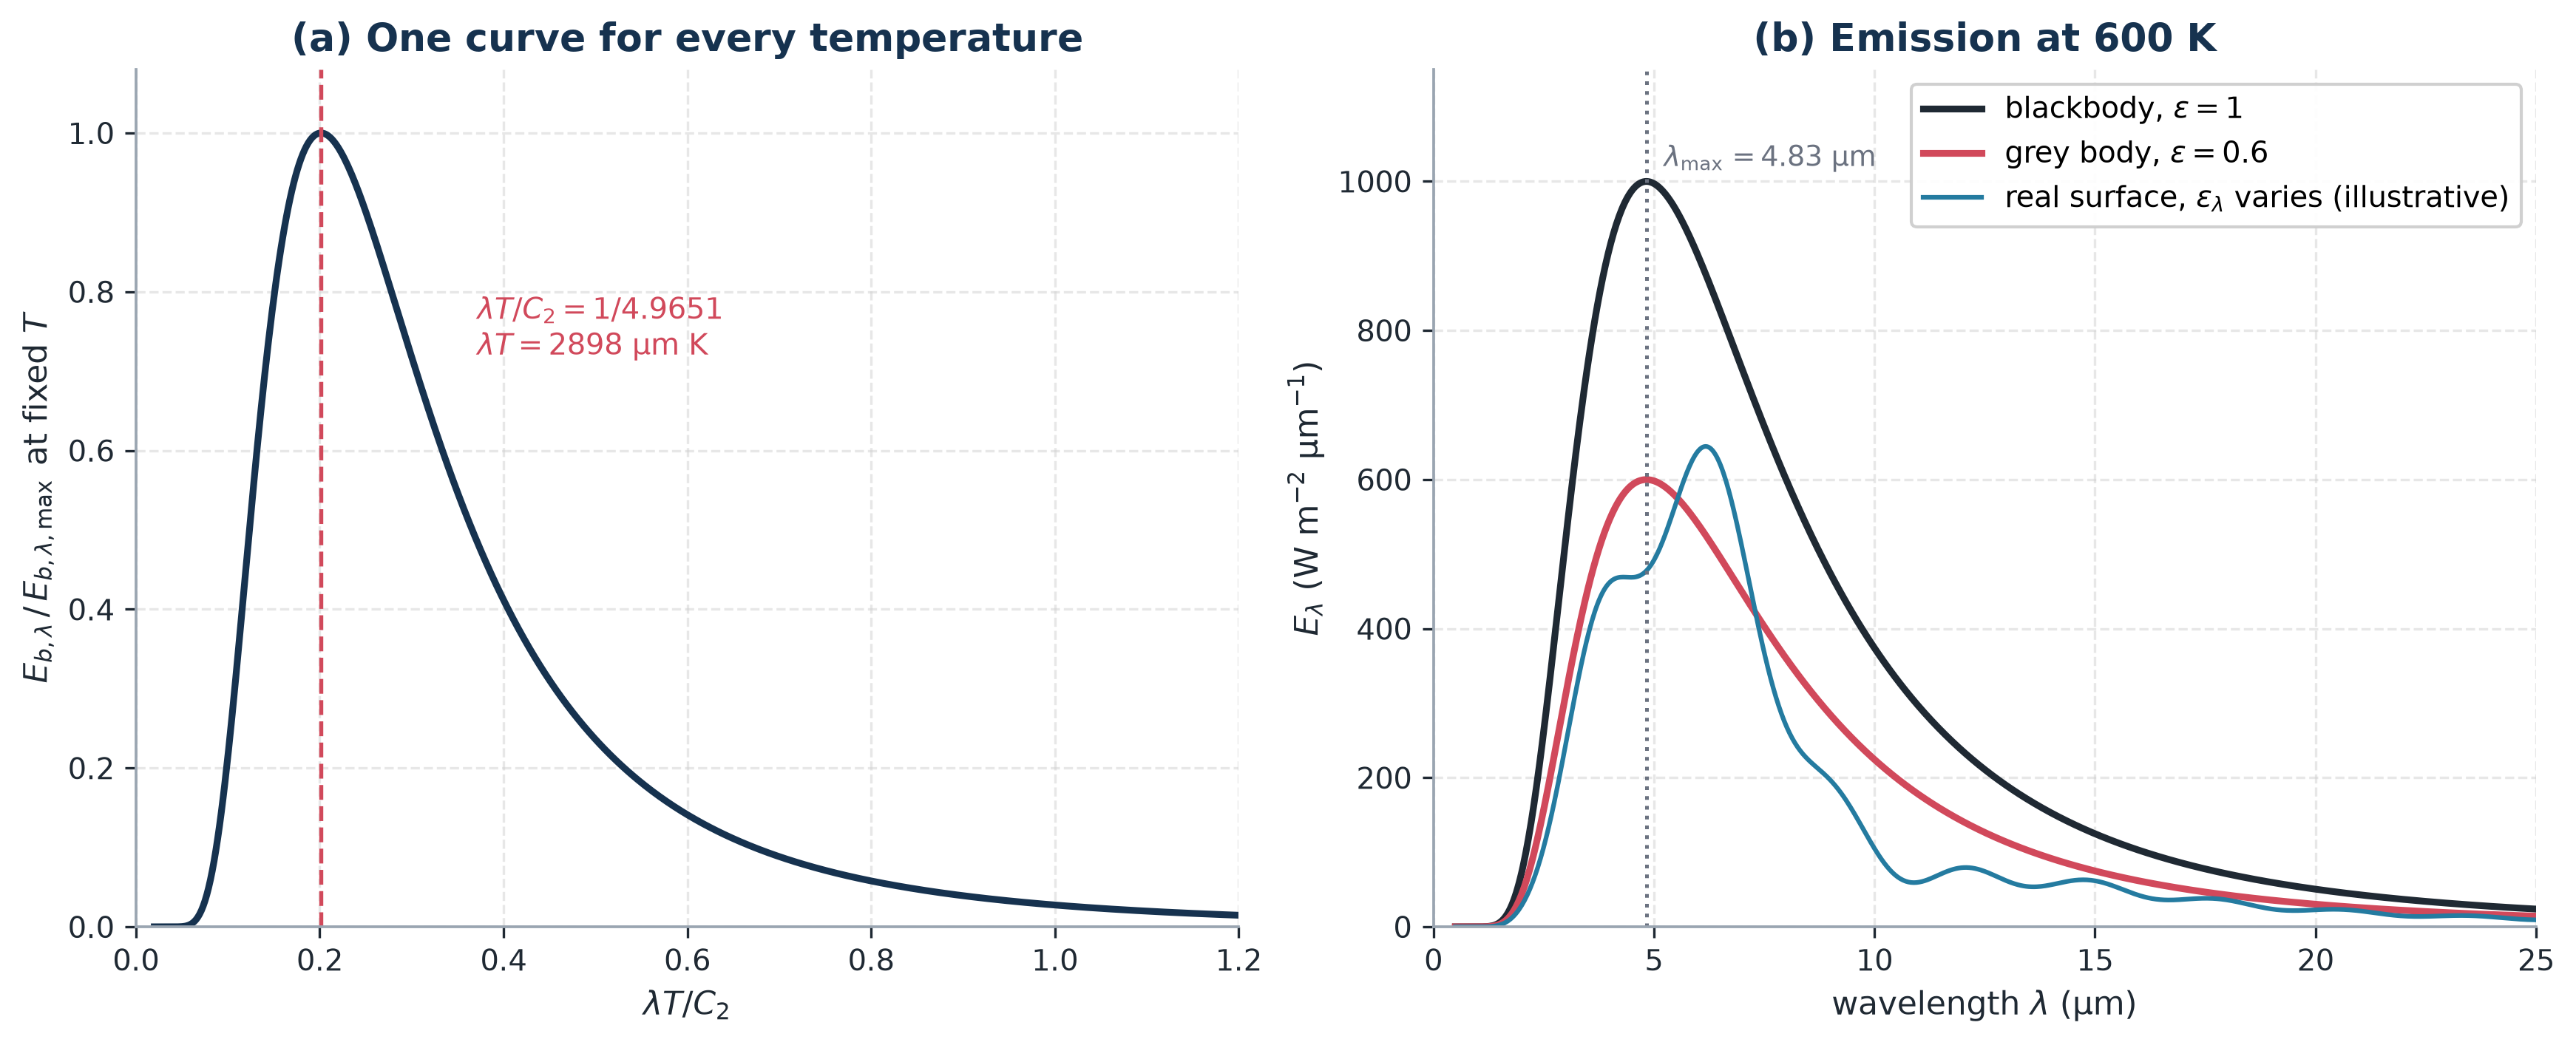 (a) One curve for every temperature
E_{b,λ} / E_{b,λ,max} at fixed T
1.0
0.8
0.6
0.4
0.2
0.0
λT/C₂ = 1/4.9651
λT = 2898 µm K
0.0 0.2 0.4 0.6 0.8 1.0 1.2
λT/C₂
(b) Emission at 600 K
E_λ (W m⁻² µm⁻¹)
1000
800
600
400
200
0
λ_max = 4.83 µm
blackbody, ε = 1
grey body, ε = 0.6
real surface, ε_λ varies (illustrative)
0 5 10 15 20 25
wavelength λ (µm)